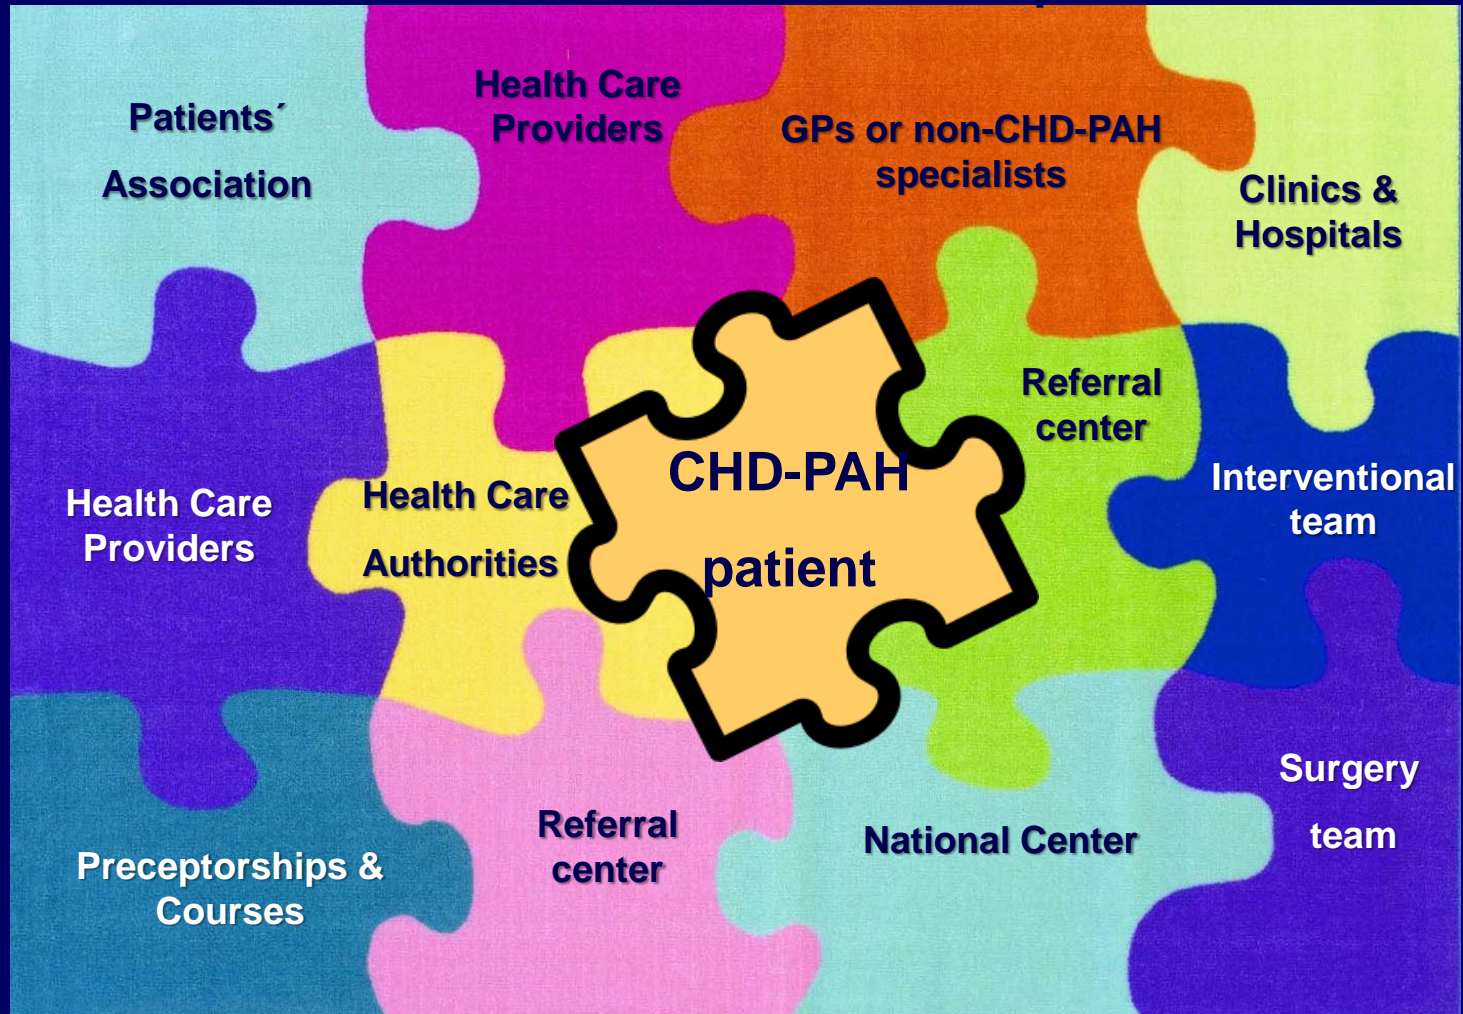 Patients´
Association
Health Care
Providers
GPs or non-CHD-PAH
specialists
Clinics &
Hospitals
Health Care
Providers
Health Care
Authorities
CHD-PAH
patient
Referral
center
Interventional
team
Preceptorships &
Courses
Referral
center
National Center
Surgery
team